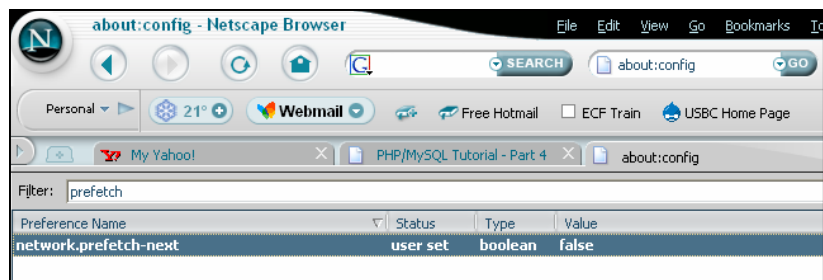 about:config - Netscape Browser
File Edit View Go Bookmarks
N
G SEARCH about:config GO
Personal 21° Webmail Free Hotmail ECF Train USBC Home Page
Y? My Yahoo! PHP/MySQL Tutorial - Part 4 about:config
Filter: prefetch
Preference Name Status Type Value
network.prefetch-next user set boolean false